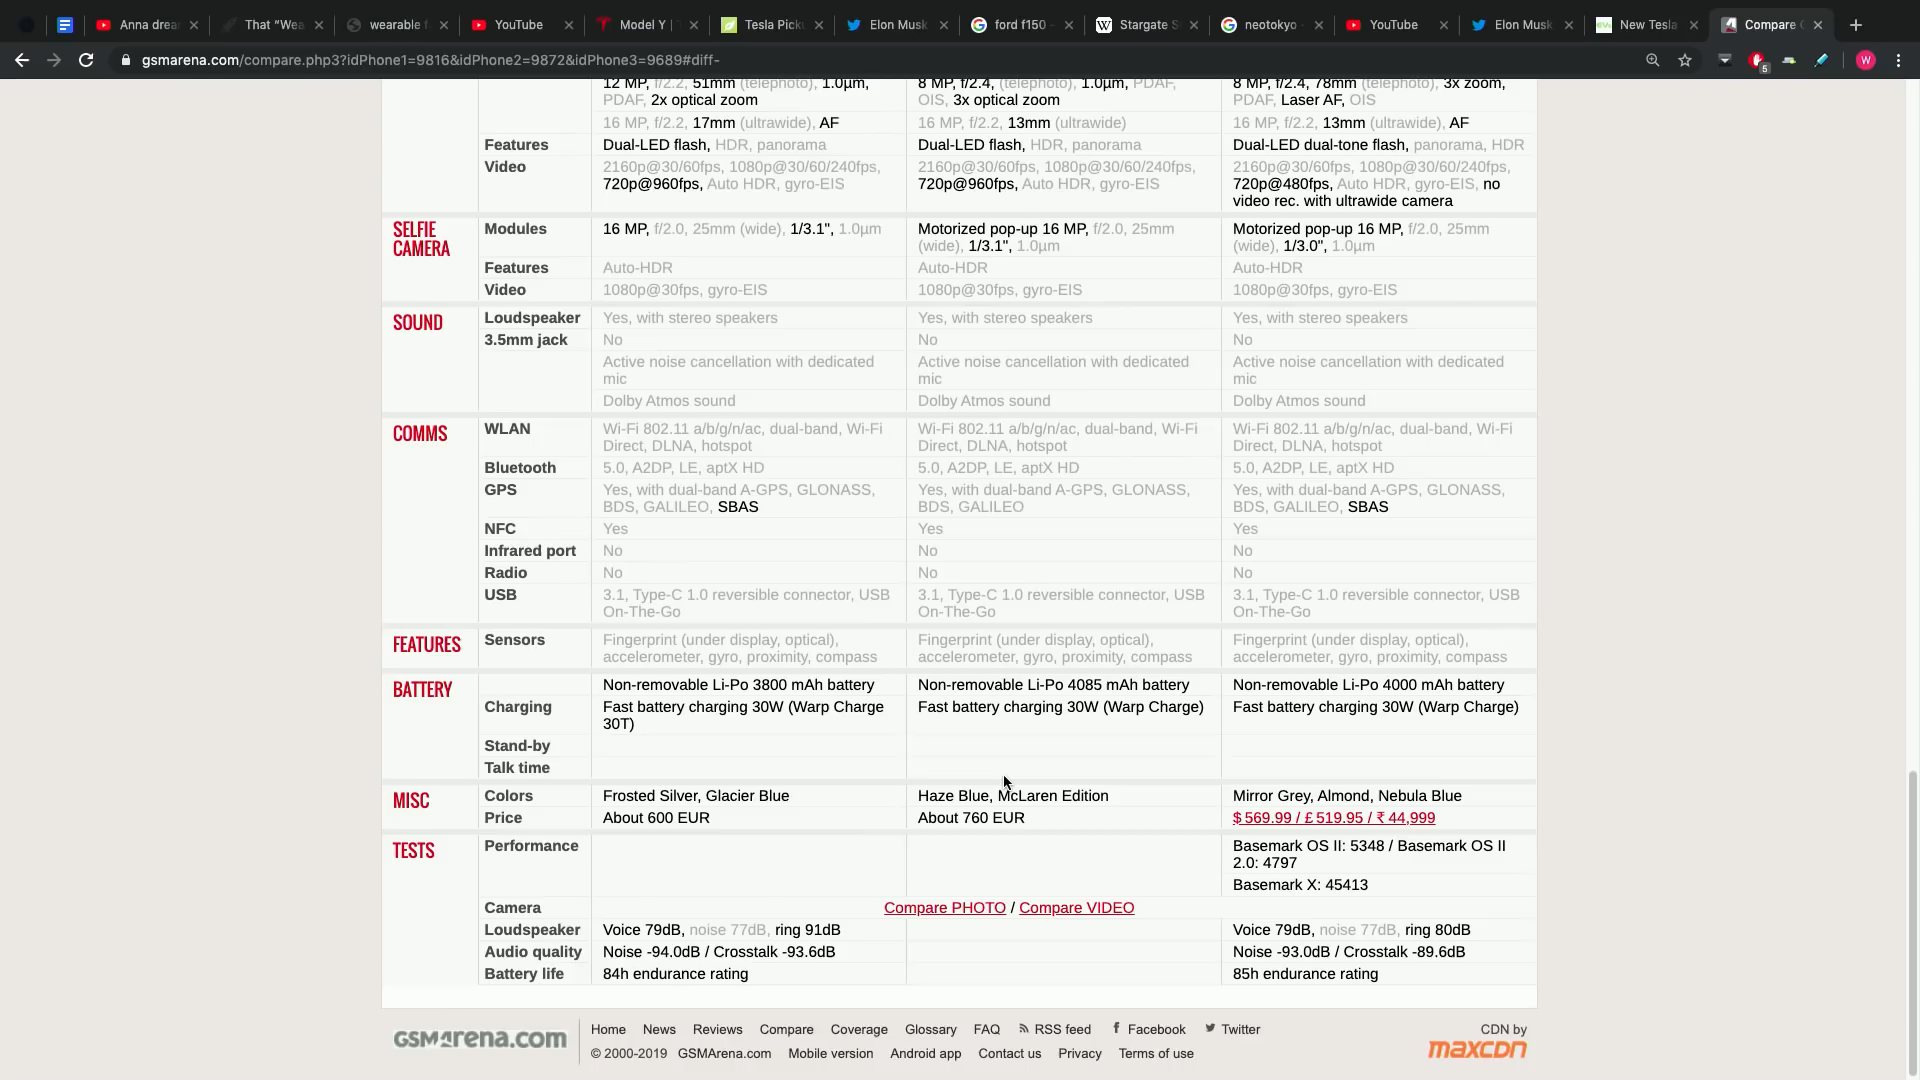 Anna drea
That "Wea
wearable f
YouTube
Model Y | T
Tesla Picku
Elon Musk
ford f150 -
Stargate S
neotokyo -
YouTube
Elon Musk
New Tesla
Compare G
gsmarena.com/compare.php3?idPhone1=9816&idPhone2=9872&idPhone3=9689#diff-
5
W
12 MP, f/2.2, 51mm (telephoto), 1.0µm,
PDAF, 2x optical zoom
8 MP, f/2.4, (telephoto), 1.0µm, PDAF,
OIS, 3x optical zoom
8 MP, f/2.4, 78mm (telephoto), 3x zoom,
PDAF, Laser AF, OIS
16 MP, f/2.2, 17mm (ultrawide), AF
16 MP, f/2.2, 13mm (ultrawide)
16 MP, f/2.2, 13mm (ultrawide), AF
Features
Dual-LED flash, HDR, panorama
Dual-LED flash, HDR, panorama
Dual-LED dual-tone flash, panorama, HDR
Video
2160p@30/60fps, 1080p@30/60/240fps,
720p@960fps, Auto HDR, gyro-EIS
2160p@30/60fps, 1080p@30/60/240fps,
720p@960fps, Auto HDR, gyro-EIS
2160p@30/60fps, 1080p@30/60/240fps,
720p@480fps, Auto HDR, gyro-EIS, no
video rec. with ultrawide camera
SELFIE
CAMERA
Modules
16 MP, f/2.0, 25mm (wide), 1/3.1", 1.0µm
Motorized pop-up 16 MP, f/2.0, 25mm
(wide), 1/3.1", 1.0µm
Motorized pop-up 16 MP, f/2.0, 25mm
(wide), 1/3.0", 1.0µm
Features
Auto-HDR
Auto-HDR
Auto-HDR
Video
1080p@30fps, gyro-EIS
1080p@30fps, gyro-EIS
1080p@30fps, gyro-EIS
SOUND
Loudspeaker
Yes, with stereo speakers
Yes, with stereo speakers
Yes, with stereo speakers
3.5mm jack
No
No
No
Active noise cancellation with dedicated
mic
Active noise cancellation with dedicated
mic
Active noise cancellation with dedicated
mic
Dolby Atmos sound
Dolby Atmos sound
Dolby Atmos sound
COMMS
WLAN
Wi-Fi 802.11 a/b/g/n/ac, dual-band, Wi-Fi
Direct, DLNA, hotspot
Wi-Fi 802.11 a/b/g/n/ac, dual-band, Wi-Fi
Direct, DLNA, hotspot
Wi-Fi 802.11 a/b/g/n/ac, dual-band, Wi-Fi
Direct, DLNA, hotspot
Bluetooth
5.0, A2DP, LE, aptX HD
5.0, A2DP, LE, aptX HD
5.0, A2DP, LE, aptX HD
GPS
Yes, with dual-band A-GPS, GLONASS,
BDS, GALILEO, SBAS
Yes, with dual-band A-GPS, GLONASS,
BDS, GALILEO
Yes, with dual-band A-GPS, GLONASS,
BDS, GALILEO, SBAS
NFC
Yes
Yes
Yes
Infrared port
No
No
No
Radio
No
No
No
USB
3.1, Type-C 1.0 reversible connector, USB
On-The-Go
3.1, Type-C 1.0 reversible connector, USB
On-The-Go
3.1, Type-C 1.0 reversible connector, USB
On-The-Go
FEATURES
Sensors
Fingerprint (under display, optical),
accelerometer, gyro, proximity, compass
Fingerprint (under display, optical),
accelerometer, gyro, proximity, compass
Fingerprint (under display, optical),
accelerometer, gyro, proximity, compass
BATTERY
Non-removable Li-Po 3800 mAh battery
Non-removable Li-Po 4085 mAh battery
Non-removable Li-Po 4000 mAh battery
Charging
Fast battery charging 30W (Warp Charge
30T)
Fast battery charging 30W (Warp Charge)
Fast battery charging 30W (Warp Charge)
Stand-by
Talk time
MISC
Colors
Frosted Silver, Glacier Blue
Haze Blue, McLaren Edition
Mirror Grey, Almond, Nebula Blue
Price
About 600 EUR
About 760 EUR
$ 569.99 / £ 519.95 / ₹ 44,999
TESTS
Performance
Basemark OS II: 5348 / Basemark OS II
2.0: 4797
Basemark X: 45413
Camera
Compare PHOTO / Compare VIDEO
Loudspeaker
Voice 79dB, noise 77dB, ring 91dB
Voice 79dB, noise 77dB, ring 80dB
Audio quality
Noise -94.0dB / Crosstalk -93.6dB
Noise -93.0dB / Crosstalk -89.6dB
Battery life
84h endurance rating
85h endurance rating
GSMArena.com
Home News Reviews Compare Coverage Glossary FAQ RSS feed Facebook Twitter
CDN by
© 2000-2019 GSMArena.com Mobile version Android app Contact us Privacy Terms of use
maxcdn